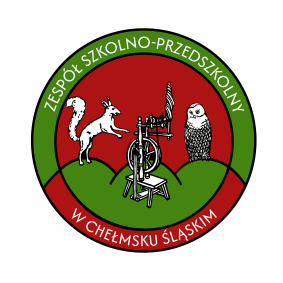 ZESPÓŁ SZKOLNO-PRZEDSZKOLNY
W CHEŁMSKU ŚLĄSKIM